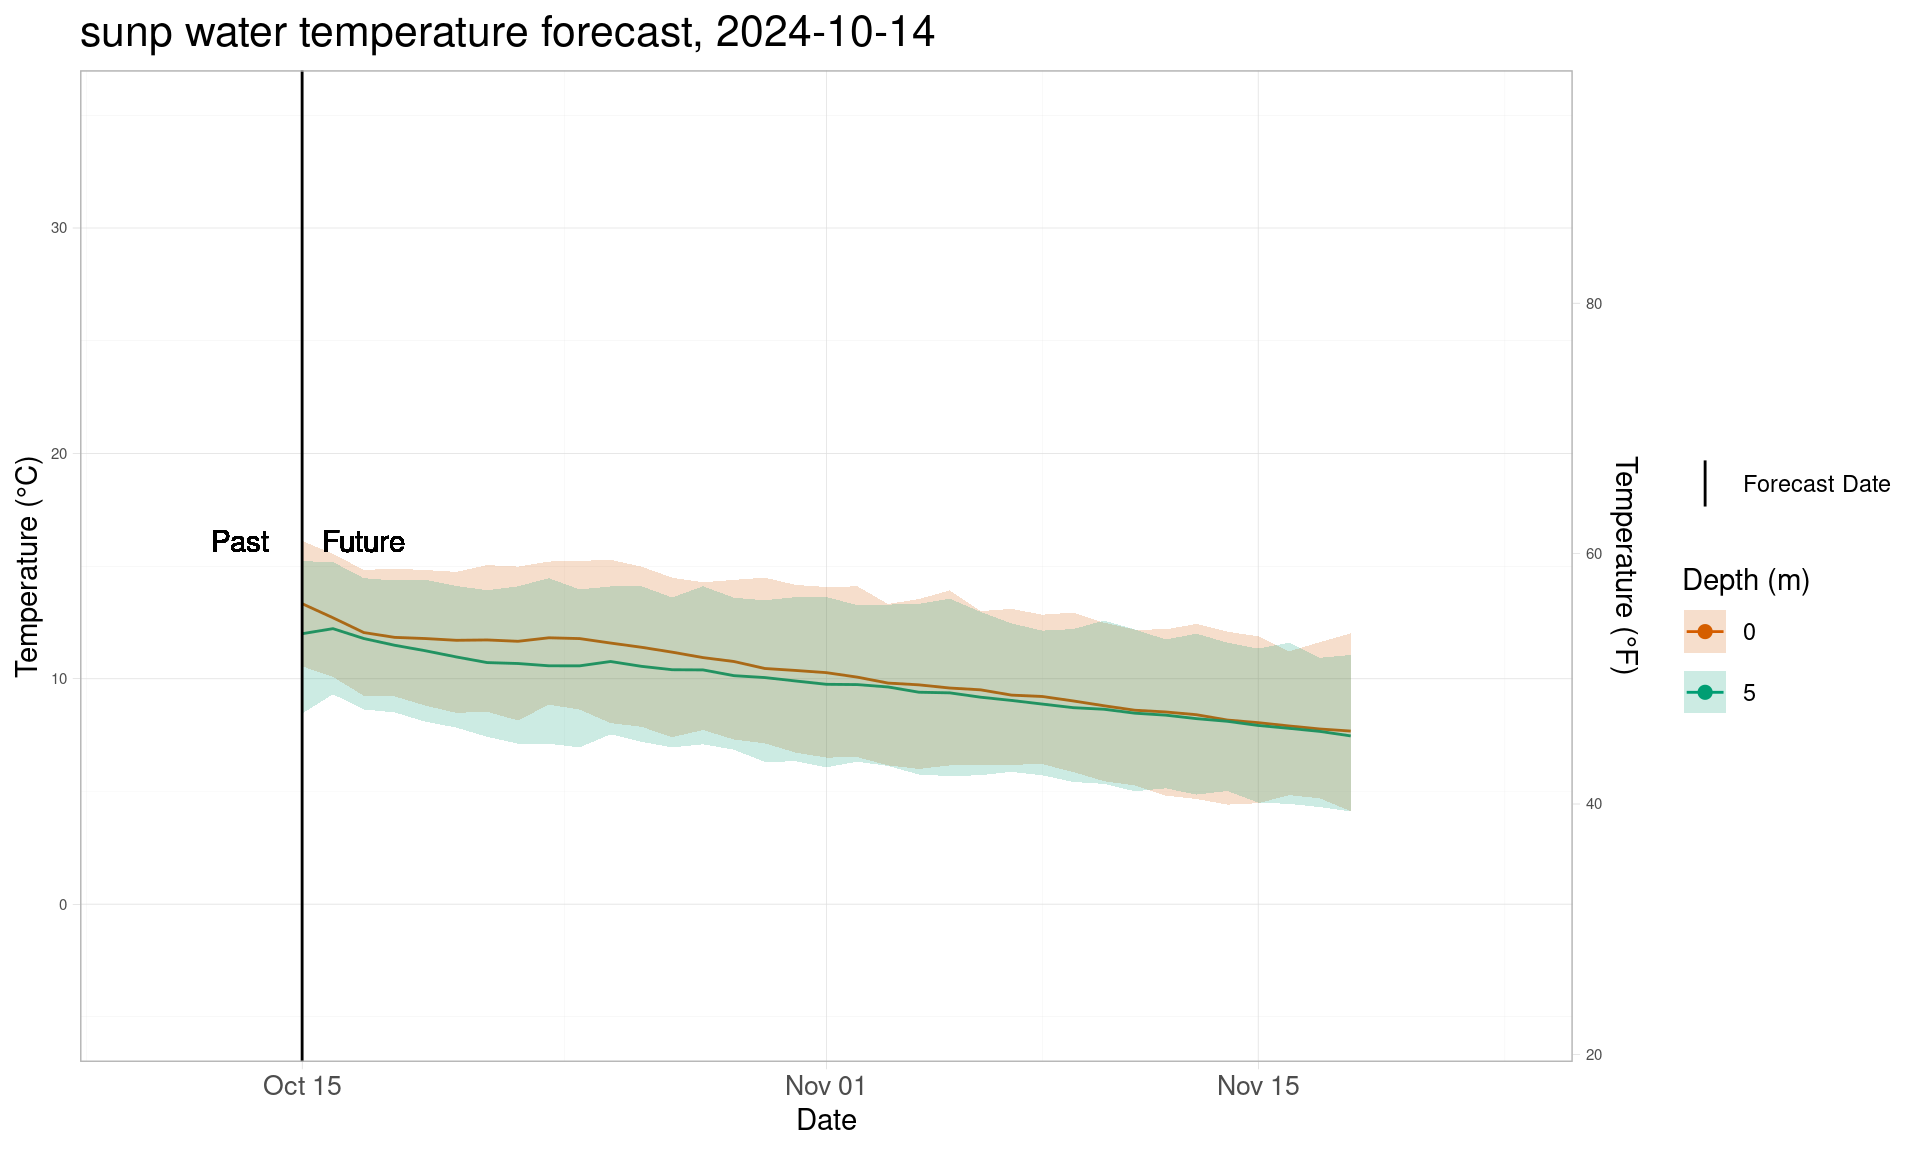 sunp water temperature forecast, 2024-10-14
Temperature (°C)
30
20
10
0
Past
Future
80
60
40
20
Temperature (°F)
Oct 15
Nov 01
Nov 15
Date
Forecast Date
Depth (m)
0
5